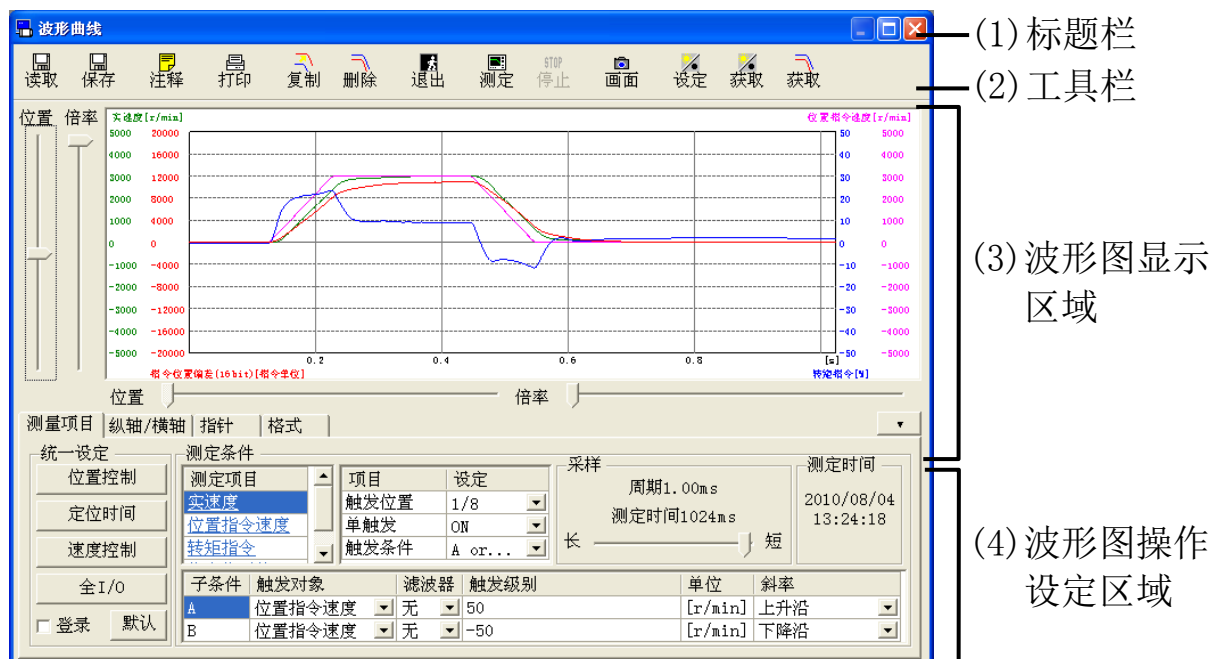 波形曲线
(1)标题栏
读取 保存 注释 打印 复制 删除 退出 测定 STOP 停止 画面 设定 获取 获取
(2)工具栏
位置 倍率
实速度[r/min] 位置指令速度[r/min]
5000 20000 50 5000
4000 16000 40 4000
3000 12000 30 3000
2000 8000 20 2000
1000 4000 10 1000
0 0 0 0
-1000 -4000 -10 -1000
-2000 -8000 -20 -2000
-3000 -12000 -30 -3000
-4000 -16000 -40 -4000
-5000 -20000 -50 -5000
0.2 0.4 0.6 0.8 [s]
指令位置偏差(16bit)[指令单位] 转矩指令[%]
(3)波形图显示
区域
位置 倍率
测量项目 纵轴/横轴 指针 格式
统一设定
位置控制
定位时间
速度控制
全I/O
登录 默认
测定条件
测定项目
实速度
位置指令速度
转矩指令
项目 设定
触发位置 1/8
单触发 ON
触发条件 A or...
采样
周期1.00ms
测定时间1024ms
长 短
测定时间
2010/08/04
13:24:18
子条件 触发对象 滤波器 触发级别 单位 斜率
A 位置指令速度 无 50 [r/min] 上升沿
B 位置指令速度 无 -50 [r/min] 下降沿
(4)波形图操作
设定区域